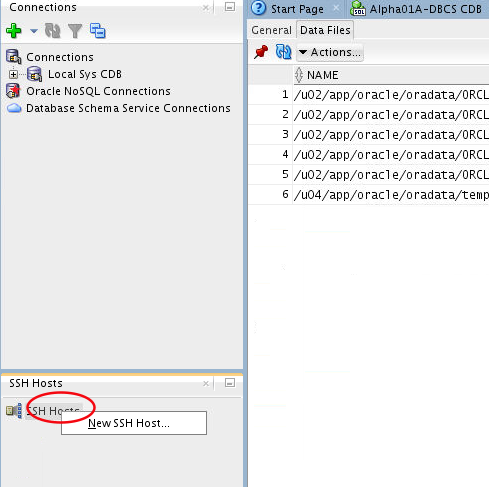 Connections
Connections
Local Sys CDB
Oracle NoSQL Connections
Database Schema Service Connections
SSH Hosts
SSH Hosts
New SSH Host...
Start Page
Alpha01A-DBCS CDB
SQL
General
Data Files
Actions...
NAME
1 /u02/app/oracle/oradata/ORCL
2 /u02/app/oracle/oradata/ORCL
3 /u02/app/oracle/oradata/ORCL
4 /u02/app/oracle/oradata/ORCL
5 /u02/app/oracle/oradata/ORCL
6 /u04/app/oracle/oradata/temp